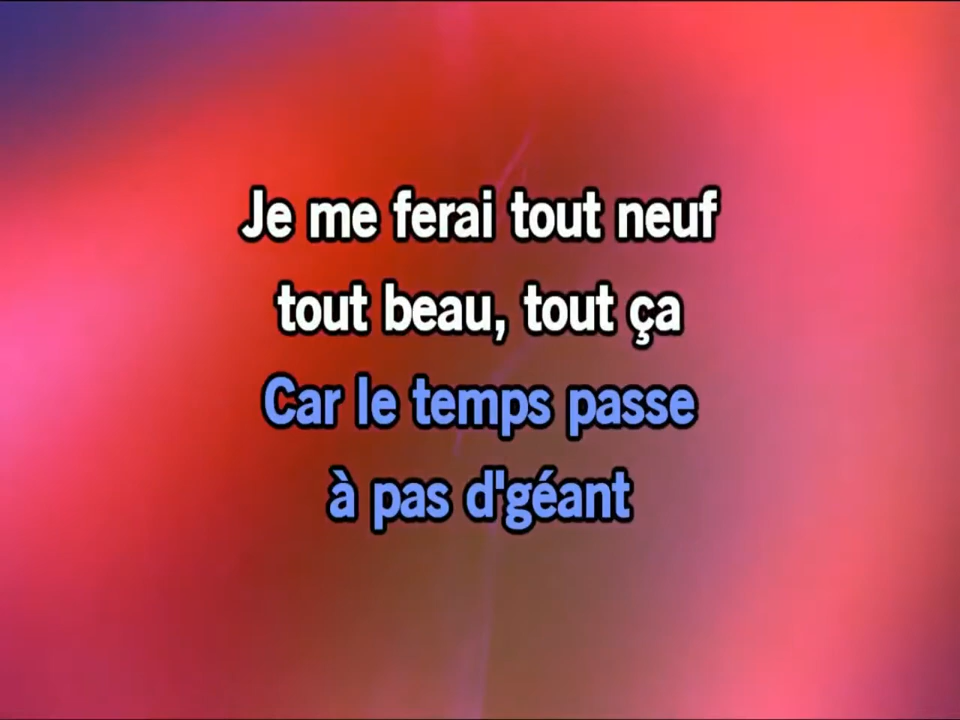 Je me ferai tout neuf
tout beau, tout ça
Car le temps passe
à pas d'géant